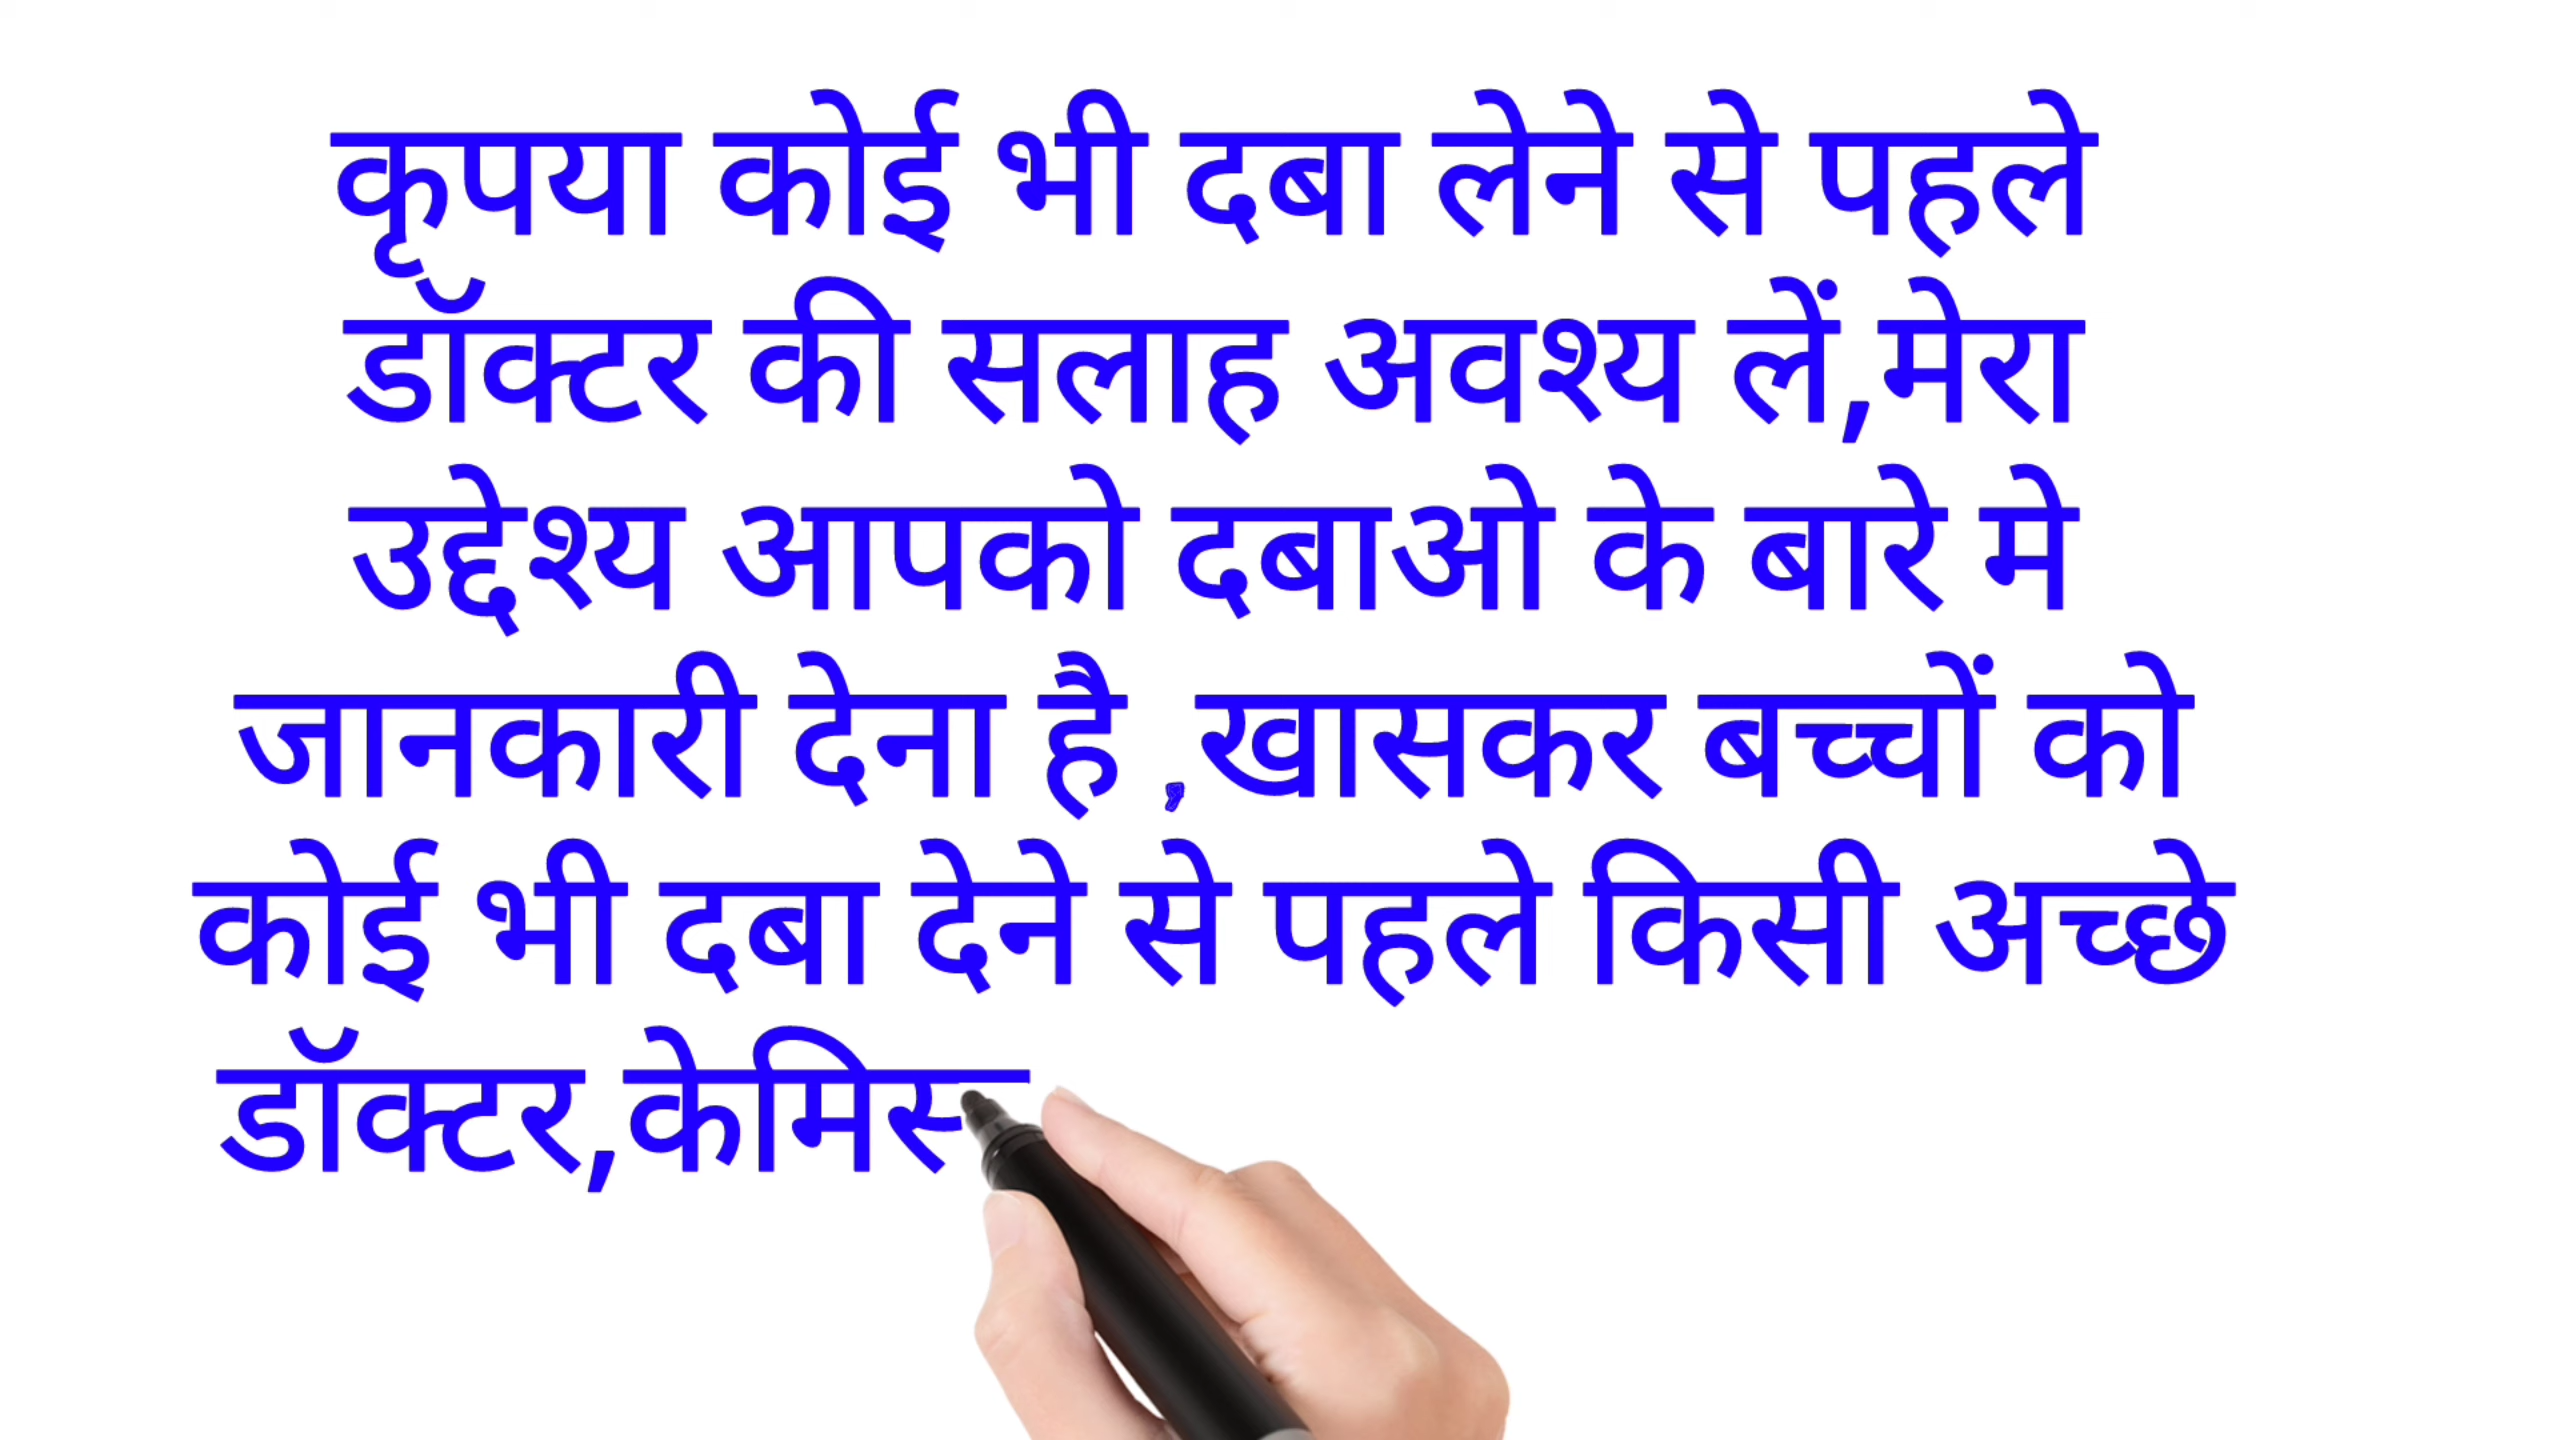 कृपया कोई भी दबा लेने से पहले
डॉक्टर की सलाह अवश्य लें,मेरा
उद्देश्य आपको दबाओ के बारे मे
जानकारी देना है ,खासकर बच्चों को
कोई भी दबा देने से पहले किसी अच्छे
डॉक्टर,